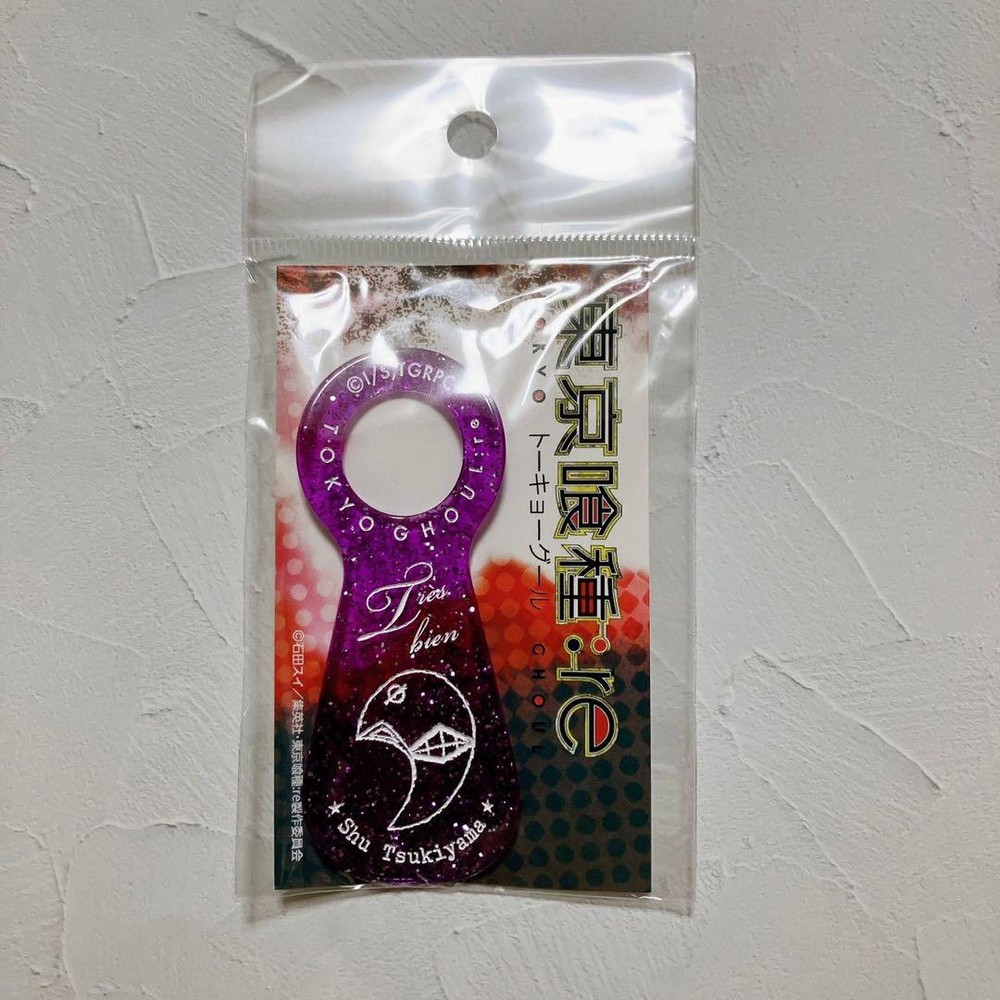 ©I/S,TGRPC
TOKYO GHOUL:re
Très
bien
★Shu Tsukiyama★
東京喰種:re
トーキョーグール
GHOUL
©石田スイ/集英社・東京喰種:re製作委員会